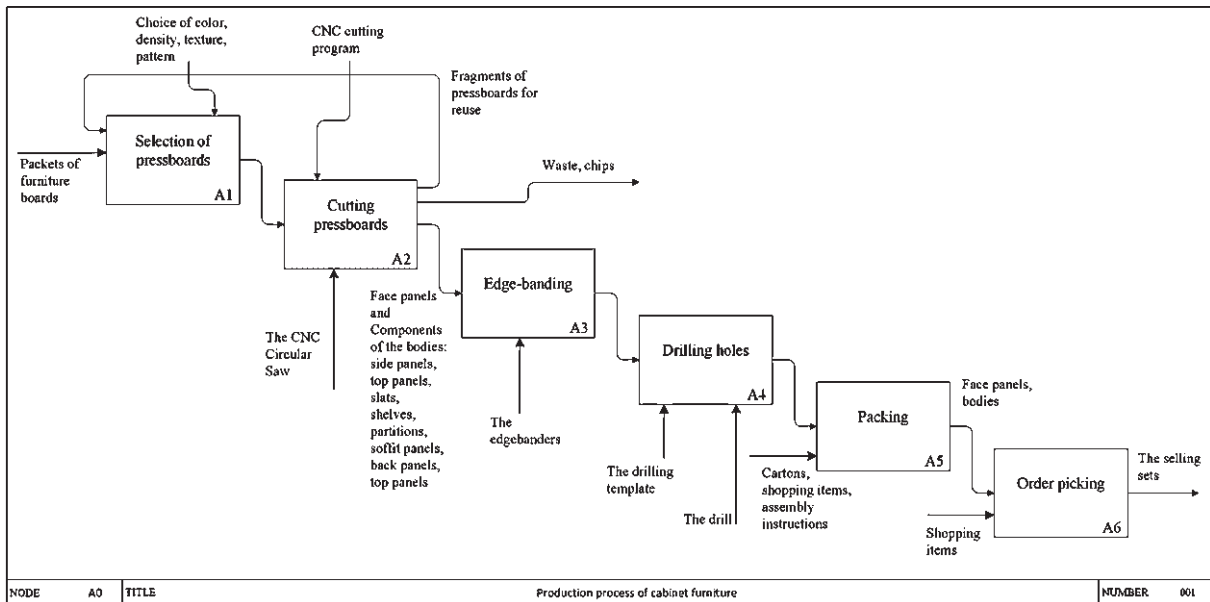 Choice of color,
density, texture,
pattern
CNC cutting
program
Fragments of
pressboards for
reuse
Selection of
pressboards
A1
Packets of
furniture
boards
Waste, chips
Cutting
pressboards
A2
The CNC
Circular
Saw
Face panels
and
Components
of the bodies:
side panels,
top panels,
slats,
shelves,
partitions,
soffit panels,
back panels,
top panels
Edge-banding
A3
The
edgebanders
Drilling holes
A4
The drilling
template
The drill
Packing
A5
Cartons,
shopping items,
assembly
instructions
Face panels,
bodies
Order picking
A6
Shopping
items
The selling
sets
NODE A0 TITLE Production process of cabinet furniture NUMBER 001